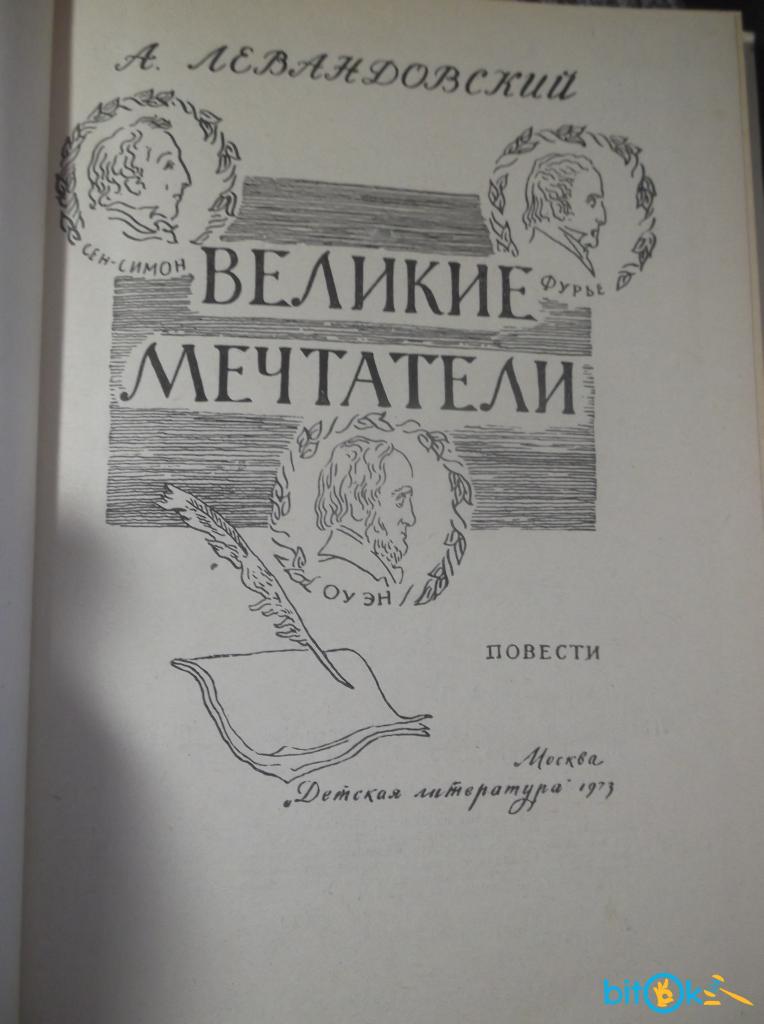 А. ЛЕВАНДОВСКИЙ
СЕН-СИМОН
ФУРЬЕ
ВЕЛИКИЕ
МЕЧТАТЕЛИ
ОУЭН
ПОВЕСТИ
Москва
„Детская литература" 1973
bitok